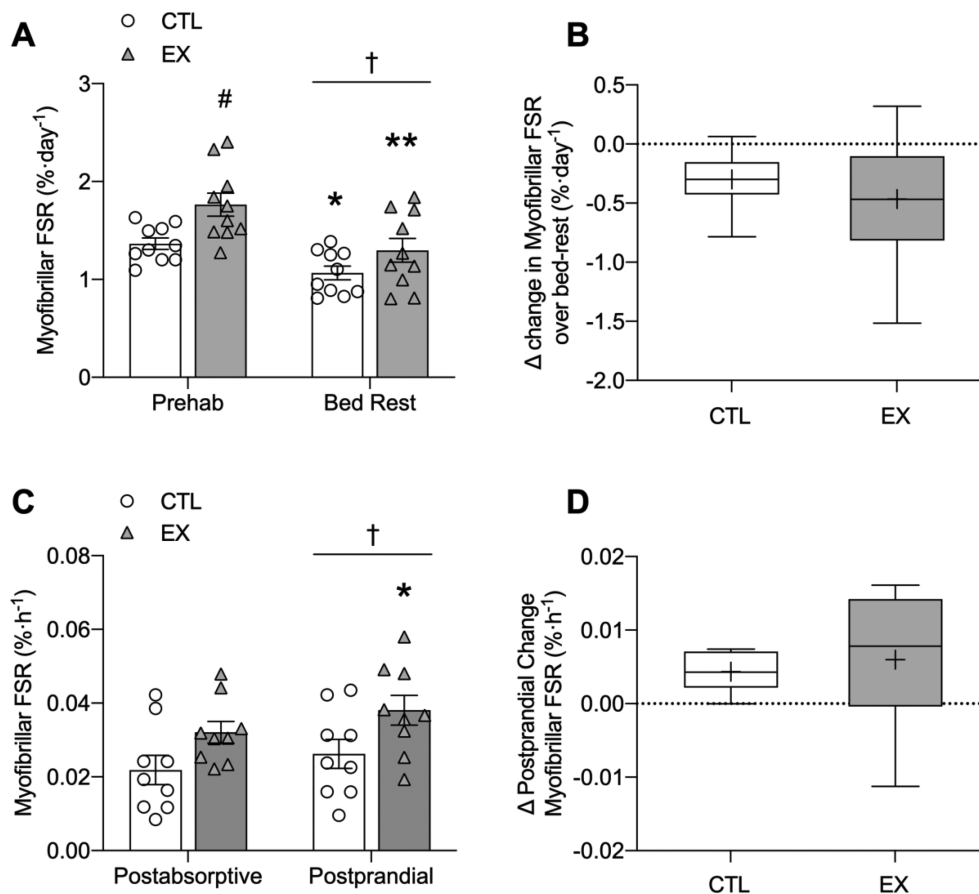 A
CTL
EX
Myofibrillar FSR (%·day-1)
3
2
1
0
#
†
*
**
Prehab
Bed Rest
B
Δ change in Myofibrillar FSR
over bed-rest (%·day-1)
0.5
0.0
-0.5
-1.0
-1.5
-2.0
CTL
EX
C
CTL
EX
Myofibrillar FSR (%·h-1)
0.08
0.06
0.04
0.02
0.00
†
*
Postabsorptive
Postprandial
D
Δ Postprandial Change
Myofibrillar FSR (%·h-1)
0.02
0.01
0.00
-0.01
-0.02
CTL
EX